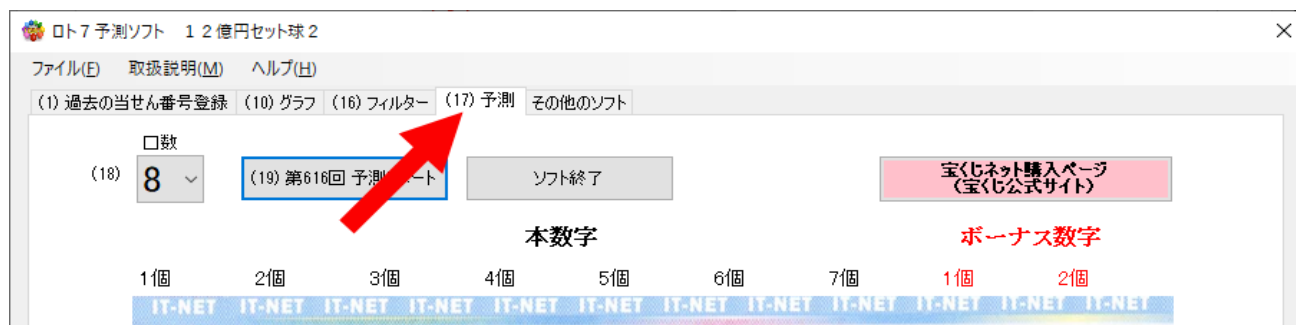 ロト7予測ソフト 12億円セット球2
ファイル(F) 取扱説明(M) ヘルプ(H)
(1) 過去の当せん番号登録 (10) グラフ (16) フィルター (17) 予測 その他のソフト
口数
(18) 8 (19) 第616回 予測 ート ソフト終了 宝くじネット購入ページ
(宝くじ公式サイト)
本数字 ボーナス数字
1個 2個 3個 4個 5個 6個 7個 1個 2個
IT-NET IT-NET IT-NET IT-NET IT-NET IT-NET IT-NET IT-NET IT-NET IT-NET IT-NET IT-NET